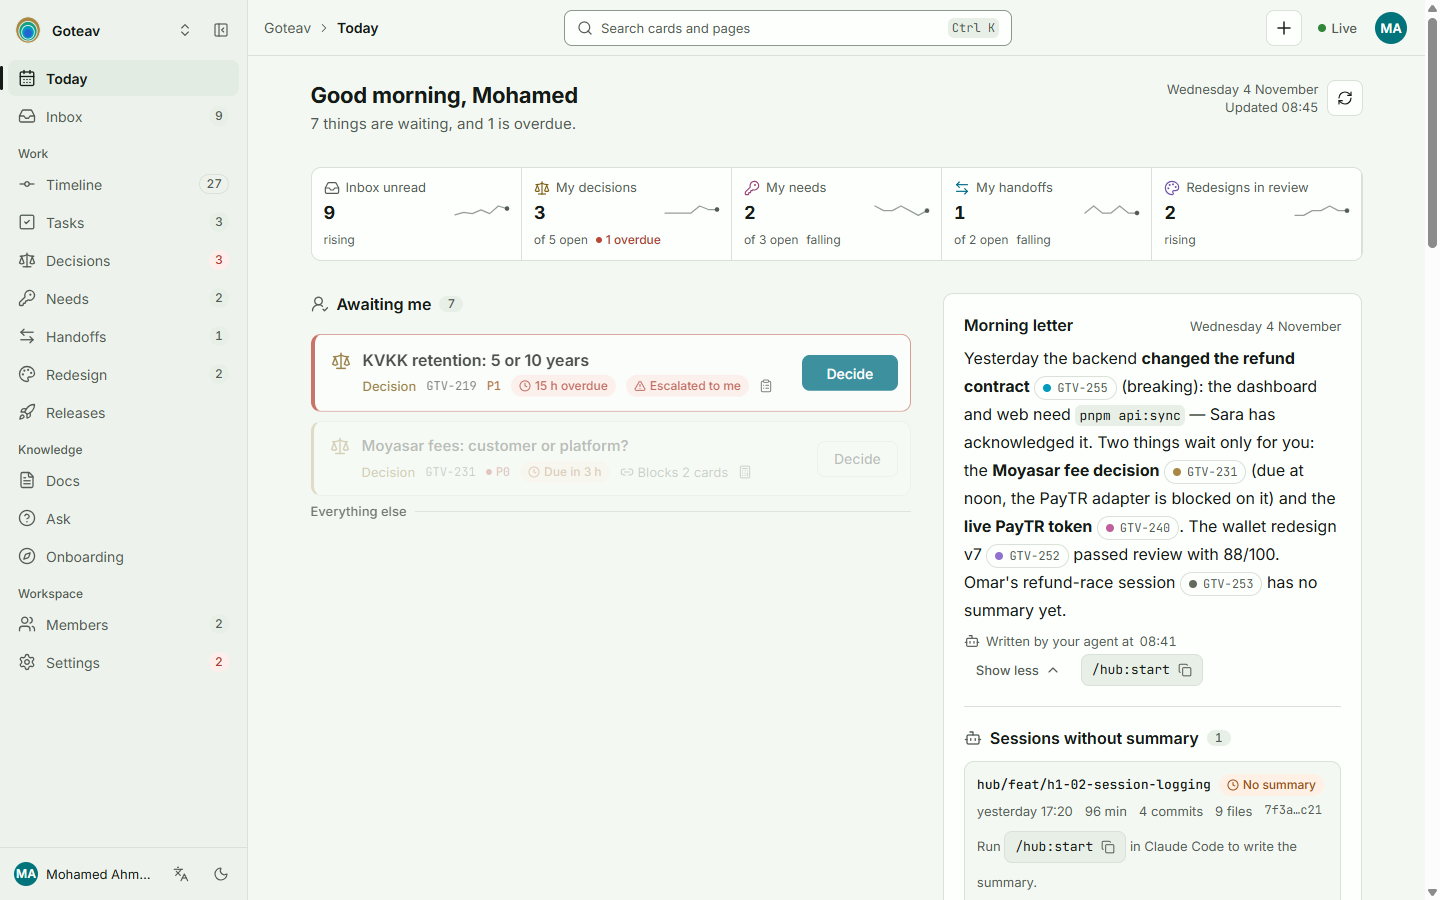 Goteav
Today
Inbox 9
Work
Timeline 27
Tasks 3
Decisions 3
Needs 2
Handoffs 1
Redesign 2
Releases
Knowledge
Docs
Ask
Onboarding
Workspace
Members 2
Settings 2
MA Mohamed Ahm...
Goteav > Today
Search cards and pages Ctrl K
Live
MA
Good morning, Mohamed
7 things are waiting, and 1 is overdue.
Wednesday 4 November
Updated 08:45
Inbox unread
9
rising
My decisions
3
of 5 open 1 overdue
My needs
2
of 3 open falling
My handoffs
1
of 2 open falling
Redesigns in review
2
rising
Awaiting me 7
KVKK retention: 5 or 10 years
Decision GTV-219 P1 15 h overdue Escalated to me
Decide
Moyasar fees: customer or platform?
Decision GTV-231 P0 Due in 3 h Blocks 2 cards
Decide
Everything else
Morning letter Wednesday 4 November
Yesterday the backend changed the refund
contract GTV-255 (breaking): the dashboard
and web need pnpm api:sync — Sara has
acknowledged it. Two things wait only for you:
the Moyasar fee decision GTV-231 (due at
noon, the PayTR adapter is blocked on it) and the
live PayTR token GTV-240. The wallet redesign
v7 GTV-252 passed review with 88/100.
Omar's refund-race session GTV-253 has no
summary yet.
Written by your agent at 08:41
Show less /hub:start
Sessions without summary 1
hub/feat/h1-02-session-logging No summary
yesterday 17:20 96 min 4 commits 9 files 7f3a…c21
Run /hub:start in Claude Code to write the
summary.